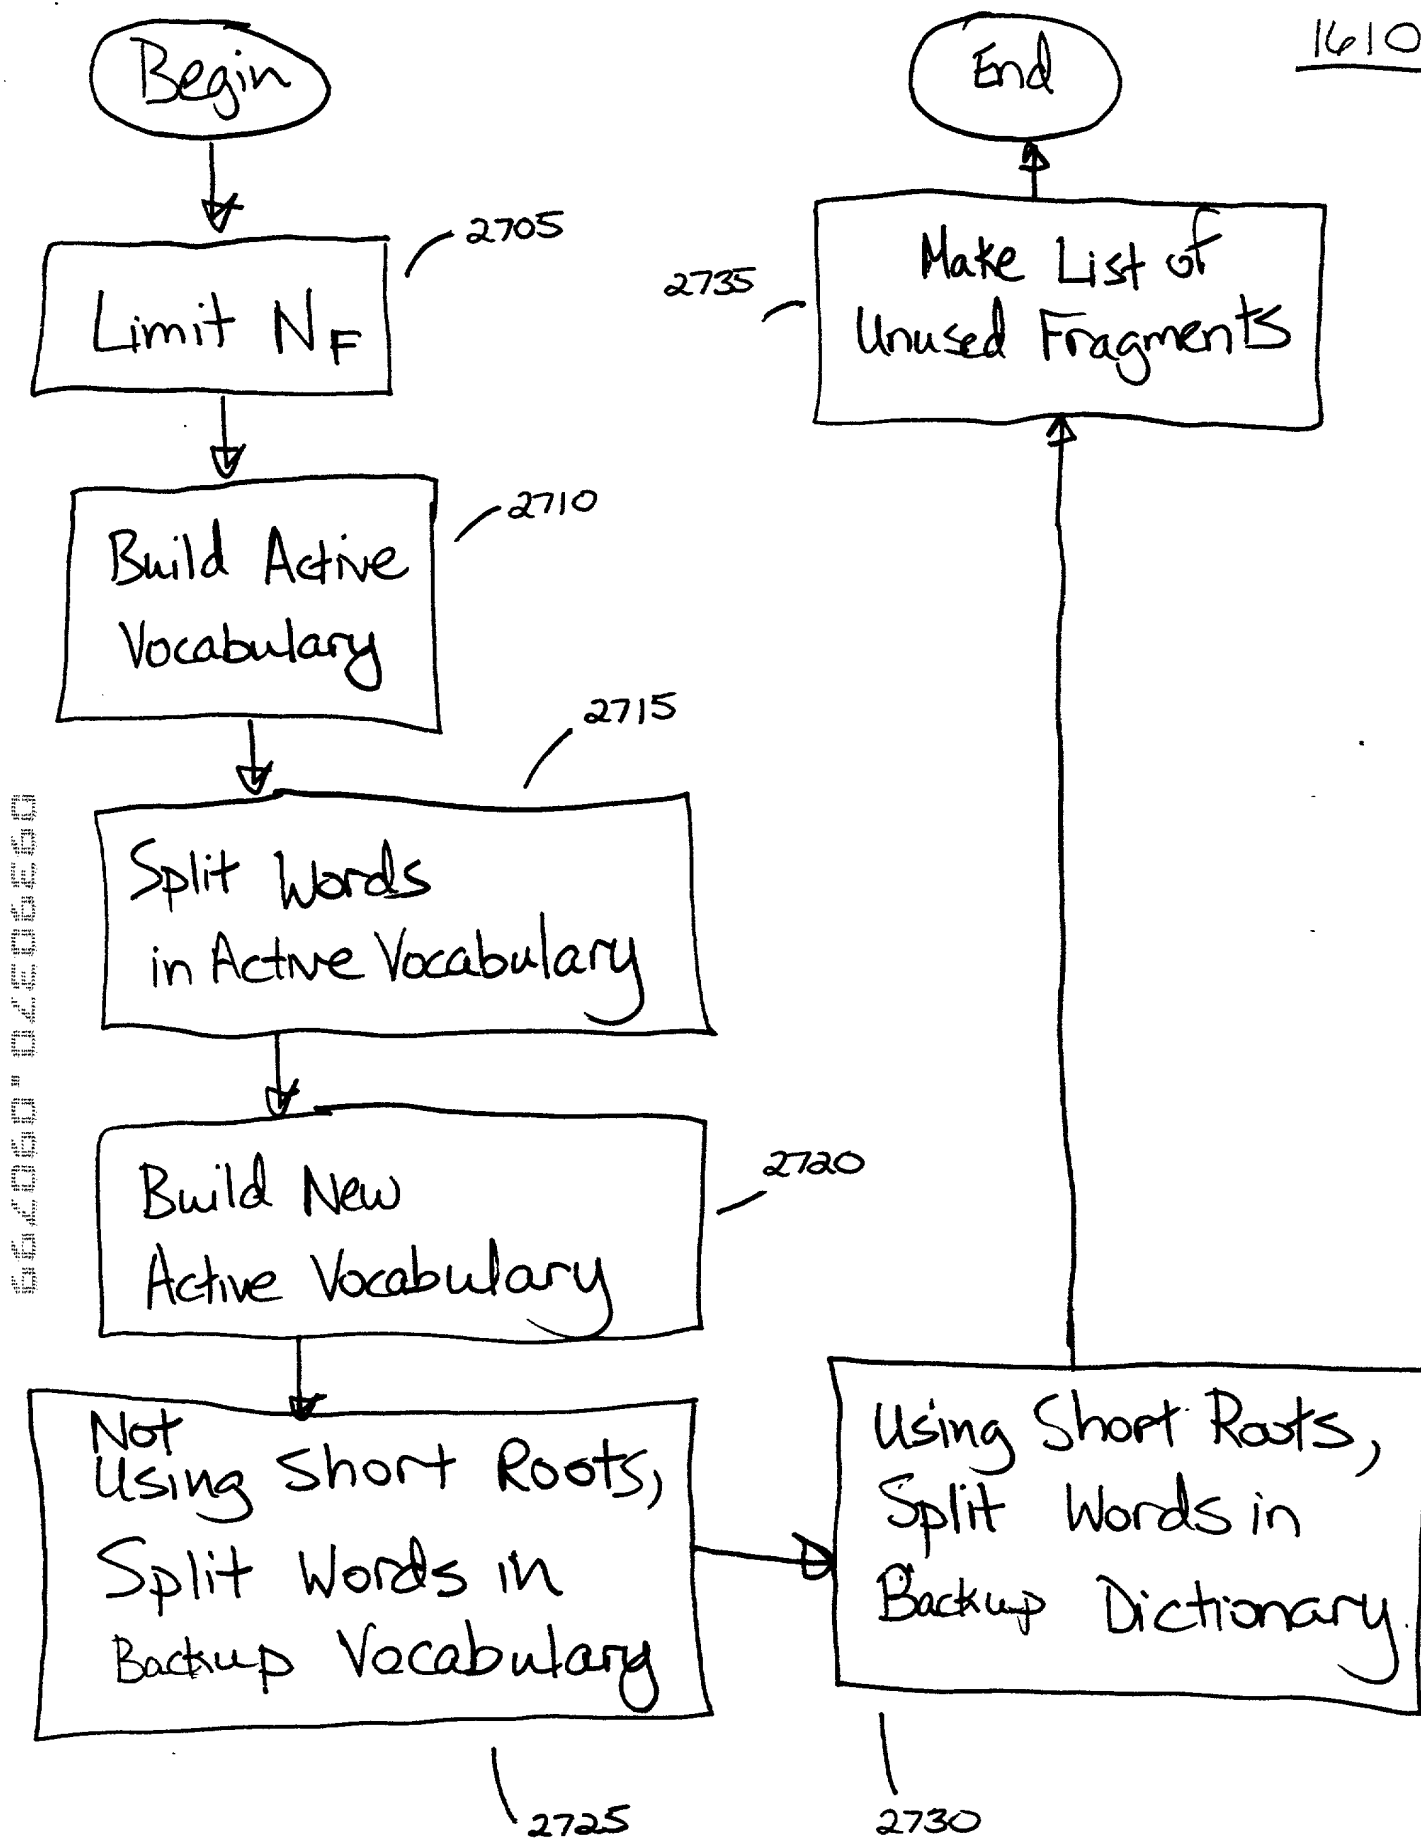 Begin
2705
Limit N_F
2710
Build Active
Vocabulary
2715
Split Words
in Active Vocabulary
2720
Build New
Active Vocabulary
Not
Using Short Roots,
Split Words in
Backup Vocabulary
2725
Using Short Roots,
Split Words in
Backup Dictionary
2730
2735
Make List of
Unused Fragments
End
1610